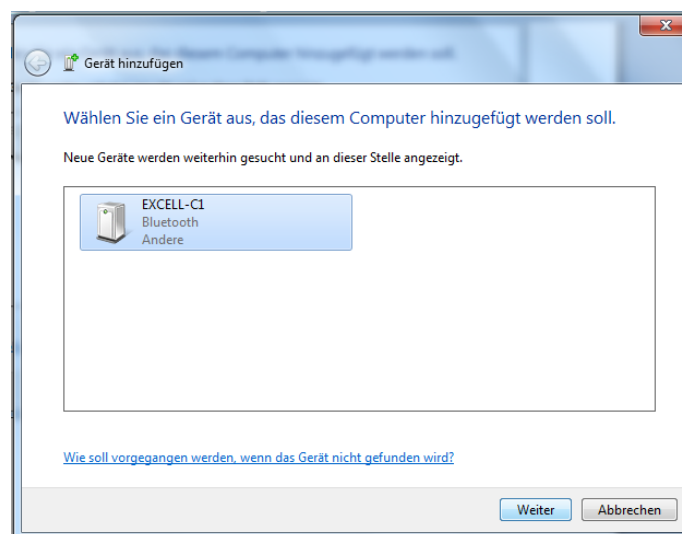 Gerät hinzufügen
Wählen Sie ein Gerät aus, das diesem Computer hinzugefügt werden soll.
Neue Geräte werden weiterhin gesucht und an dieser Stelle angezeigt.
EXCELL-C1
Bluetooth
Andere
Wie soll vorgegangen werden, wenn das Gerät nicht gefunden wird?
Weiter Abbrechen